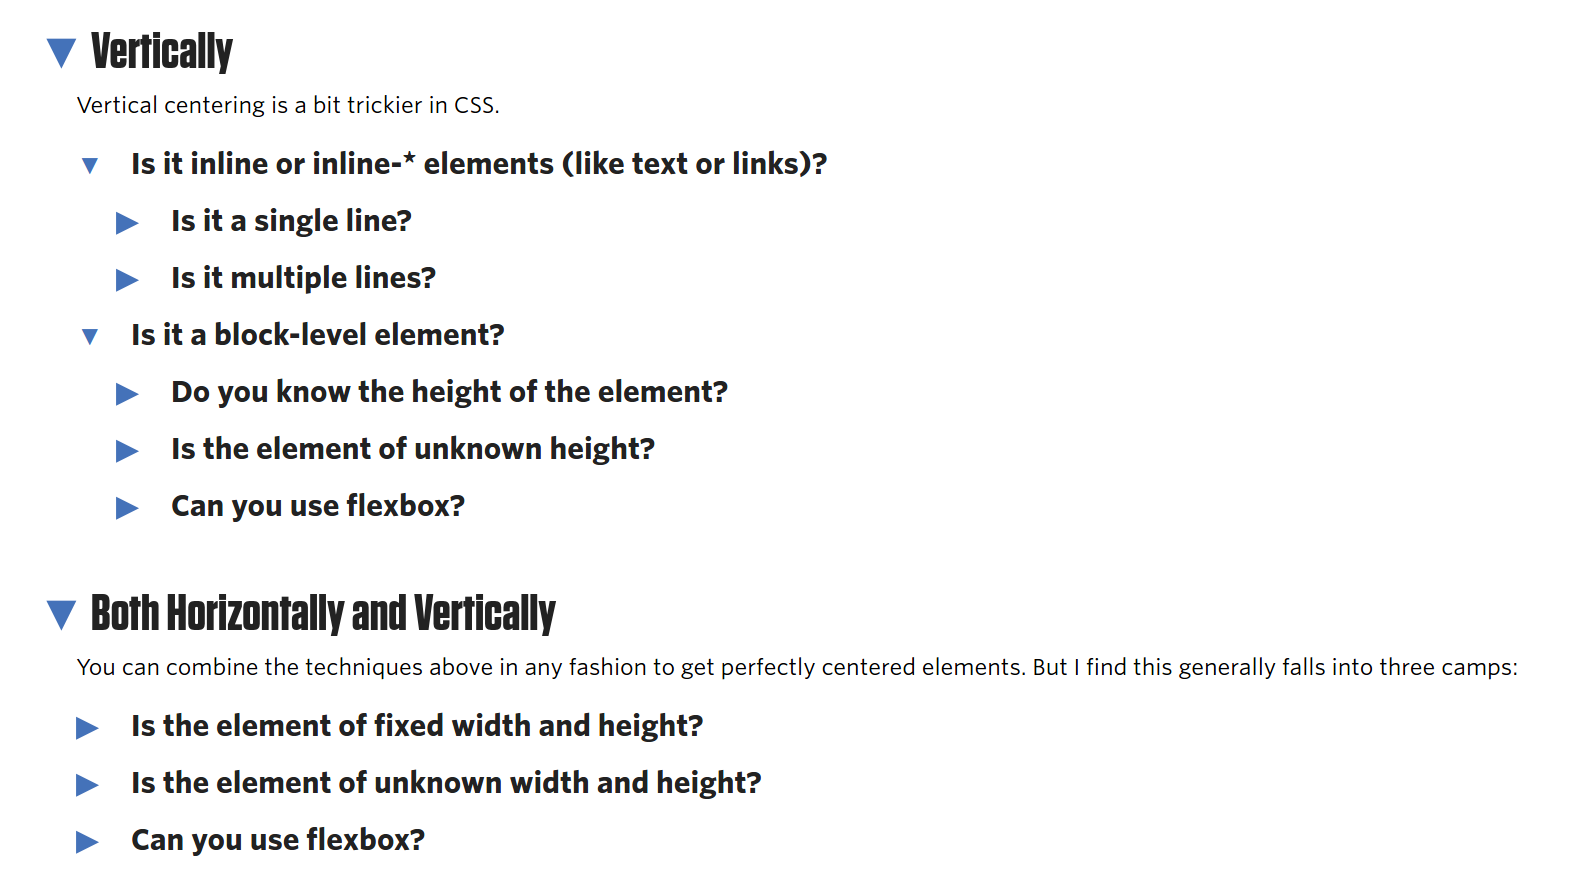 Vertically
Vertical centering is a bit trickier in CSS.
Is it inline or inline-* elements (like text or links)?
Is it a single line?
Is it multiple lines?
Is it a block-level element?
Do you know the height of the element?
Is the element of unknown height?
Can you use flexbox?
Both Horizontally and Vertically
You can combine the techniques above in any fashion to get perfectly centered elements. But I find this generally falls into three camps:
Is the element of fixed width and height?
Is the element of unknown width and height?
Can you use flexbox?